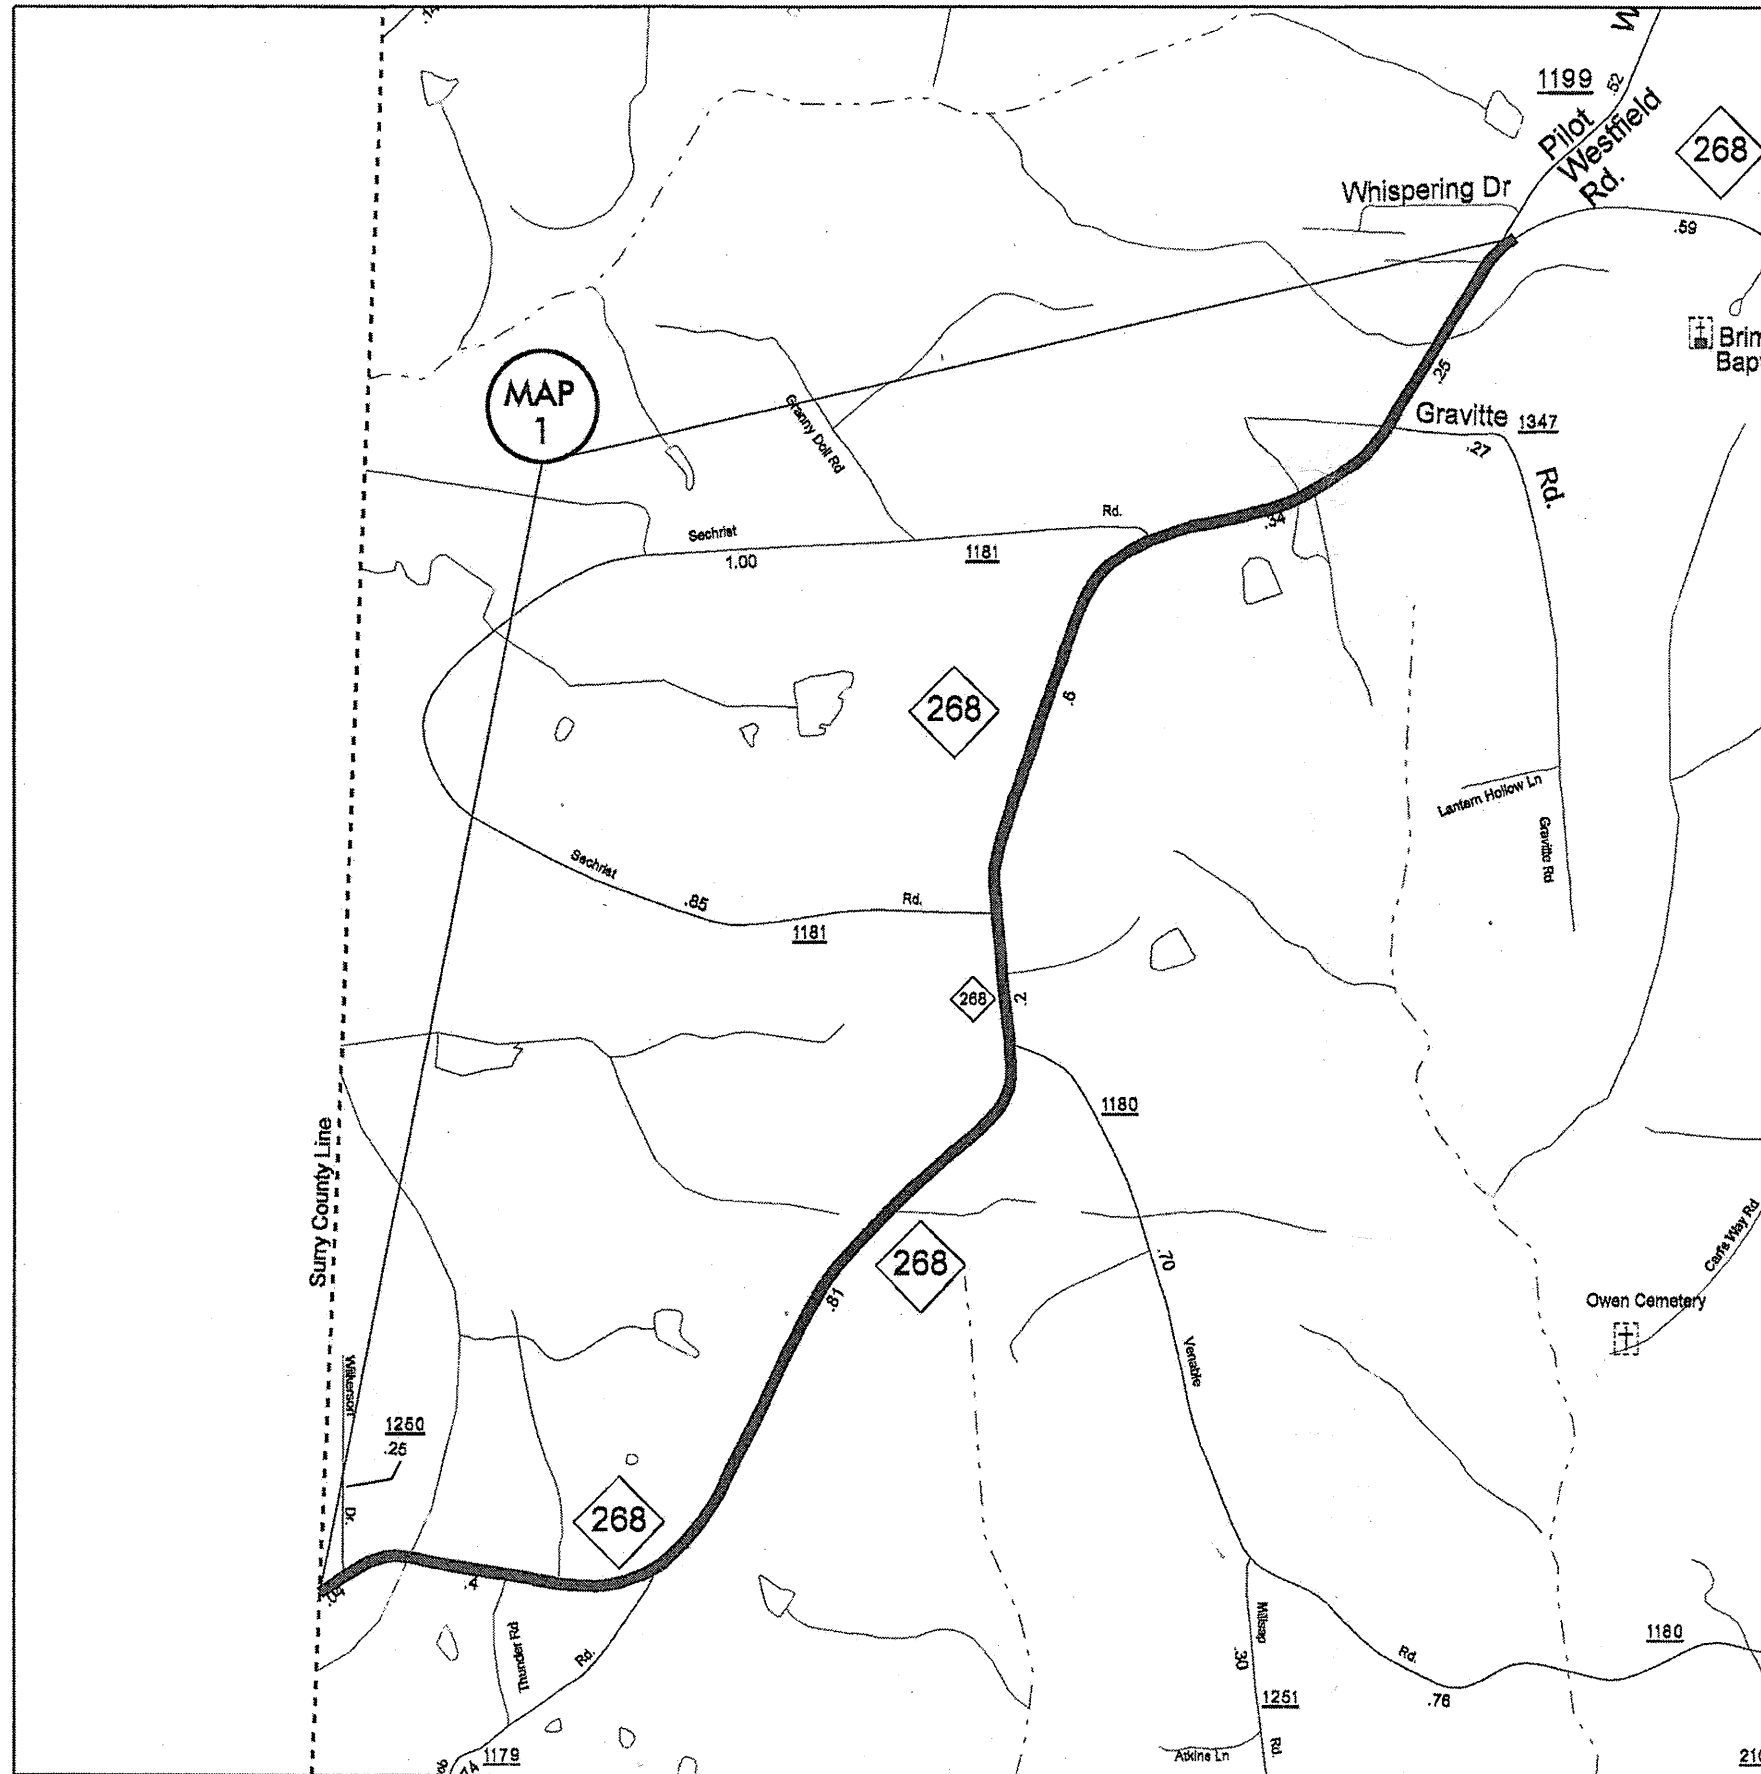 .14
W
1199
.52
Pilot
Westfield
Rd.
268
Whispering Dr
.59
MAP
1
.25
Gravitte 1347
.27
Rd.
Granny Doll Rd
Sechrist
1.00
1181
Rd.
.34
268
.6
Lantern Hollow Ln
Gravitte Rd
Sechrist
.85
1181
Rd.
268
.2
1180
Surry County Line
268
.81
.70
Venable
Carls Way Rd
Owen Cemetery
Wilkerson
1250
.25
Dr.
268
.04
.4
Thunder Rd
Rd.
1179
Millsap
.30
1251
Rd.
Atkins Ln
Rd.
.76
1180